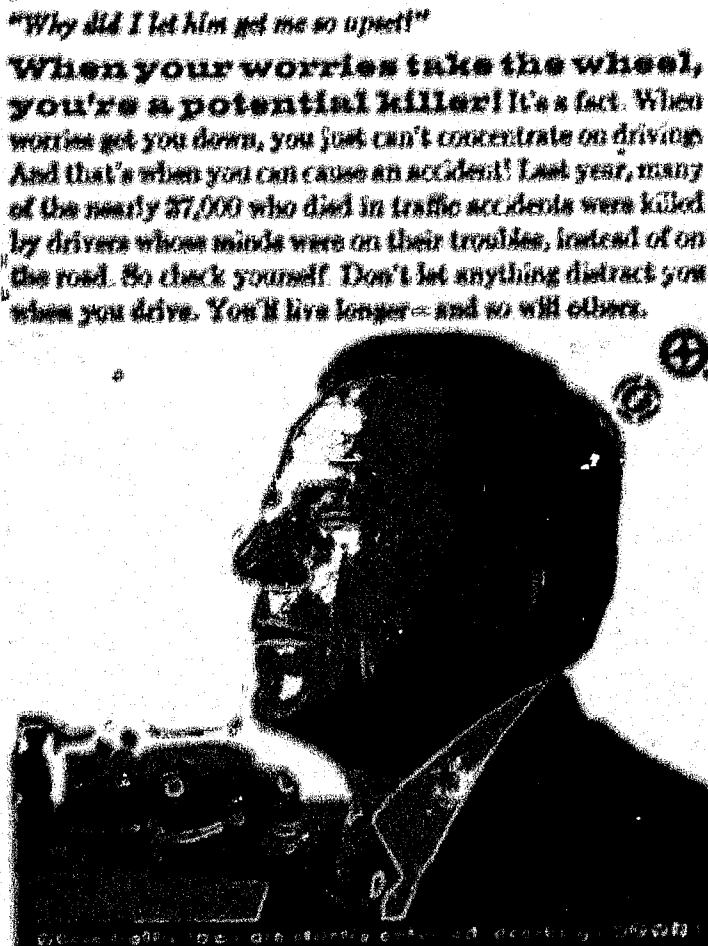 "Why did I let him get me so upset!"
When your worries take the wheel,
you're a potential killer! It's a fact. When
worries get you down, you just can't concentrate on driving.
And that's when you can cause an accident! Last year, many
of the nearly 37,000 who died in traffic accidents were killed
by drivers whose minds were on their troubles, instead of on
the road. So check yourself. Don't let anything distract you
when you drive. You'll live longer—and so will others.